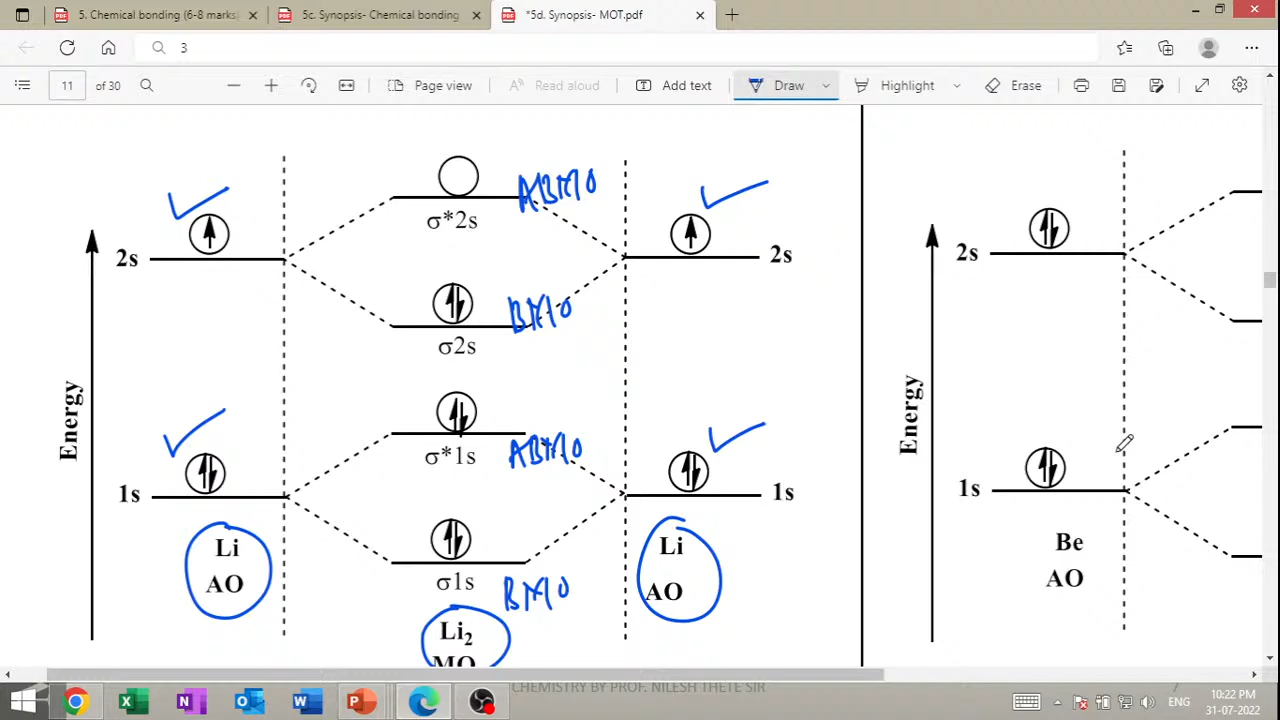 5. Chemical bonding (6-8 marks)
5c. Synopsis- Chemical bonding
*5d. Synopsis- MOT.pdf
3
11 of 30
Page view
Read aloud
Add text
Draw
Highlight
Erase
ABMO
σ*2s
2s
2s
2s
BMO
σ2s
Energy
Energy
ABMO
σ*1s
1s
1s
1s
Li
AO
Li
AO
Be
AO
σ1s
BMO
Li₂
MO
CHEMISTRY BY PROF. NILESH THETE SIR
7
ENG
10:22 PM
31-07-2022